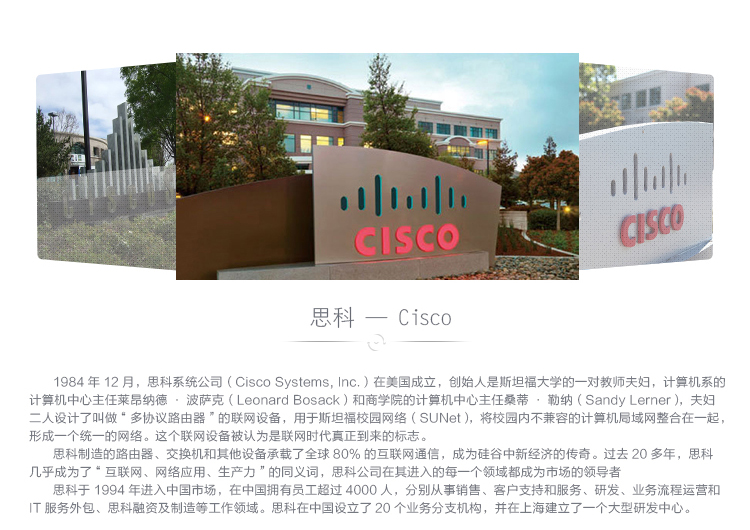 CISCO
CISCO
思科 — Cisco
1984 年 12 月，思科系统公司（ Cisco Systems, Inc. ）在美国成立，创始人是斯坦福大学的一对教师夫妇，计算机系的
计算机中心主任莱昂纳德 · 波萨克（ Leonard Bosack ）和商学院的计算机中心主任桑蒂 · 勒纳（ Sandy Lerner ），夫妇
二人设计了叫做 “ 多协议路由器 ” 的联网设备，用于斯坦福校园网络（ SUNet ），将校园内不兼容的计算机局域网整合在一起，
形成一个统一的网络。这个联网设备被认为是联网时代真正到来的标志。
思科制造的路由器、交换机和其他设备承载了全球 80% 的互联网通信，成为硅谷中新经济的传奇。过去 20 多年，思科
几乎成为了 “ 互联网、网络应用、生产力 ” 的同义词，思科公司在其进入的每一个领域都成为市场的领导者
思科于 1994 年进入中国市场，在中国拥有员工超过 4000 人，分别从事销售、客户支持和服务、研发、业务流程运营和
IT 服务外包、思科融资及制造等工作领域。思科在中国设立了 20 个业务分支机构，并在上海建立了一个大型研发中心。